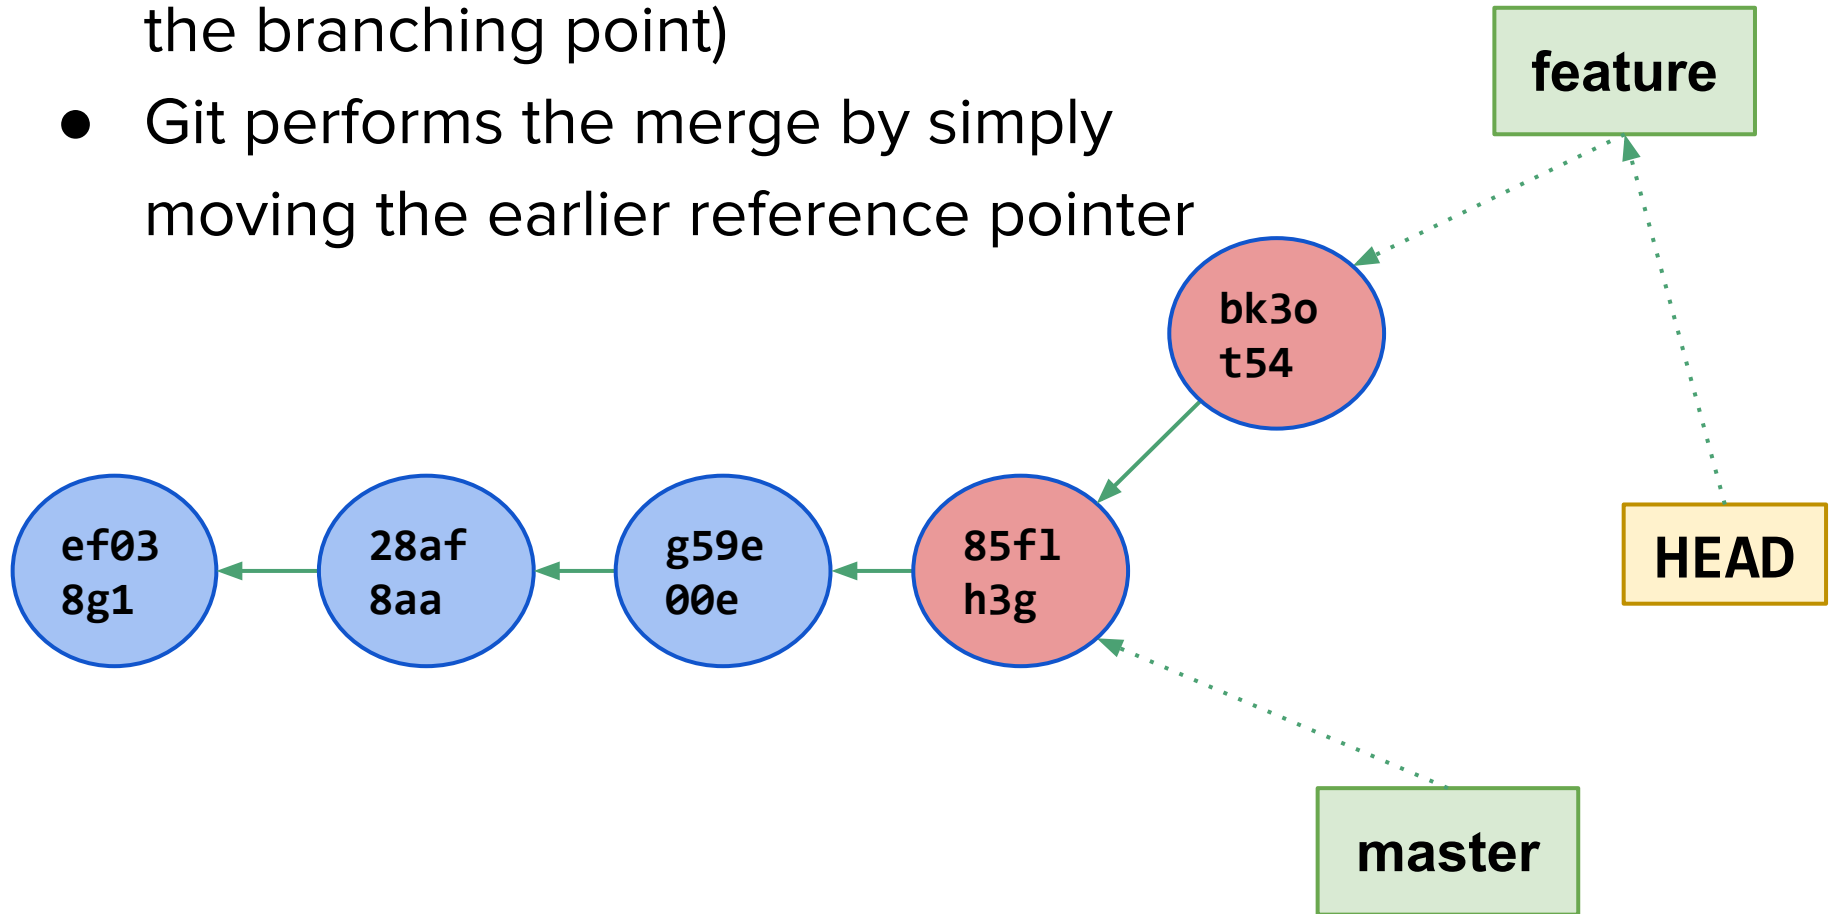 the branching point)
● Git performs the merge by simply
moving the earlier reference pointer
feature
bk3o
t54
ef03
8g1
28af
8aa
g59e
00e
85fl
h3g
HEAD
master